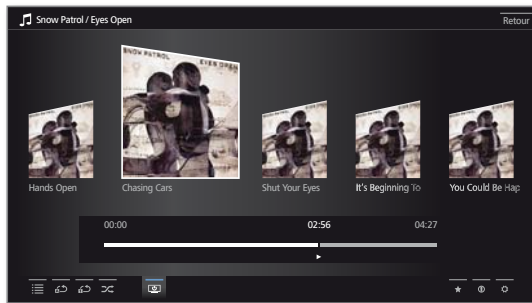 Snow Patrol / Eyes Open
Retour
SNOW PATROL EYES OPEN
Hands Open
Chasing Cars
Shut Your Eyes
It's Beginning To
You Could Be Hap
00:00
02:56
04:27